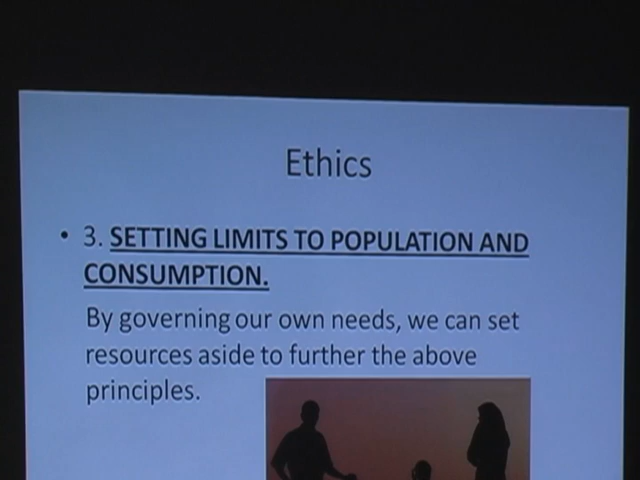 Ethics
• 3. SETTING LIMITS TO POPULATION AND
CONSUMPTION.
By governing our own needs, we can set
resources aside to further the above
principles.